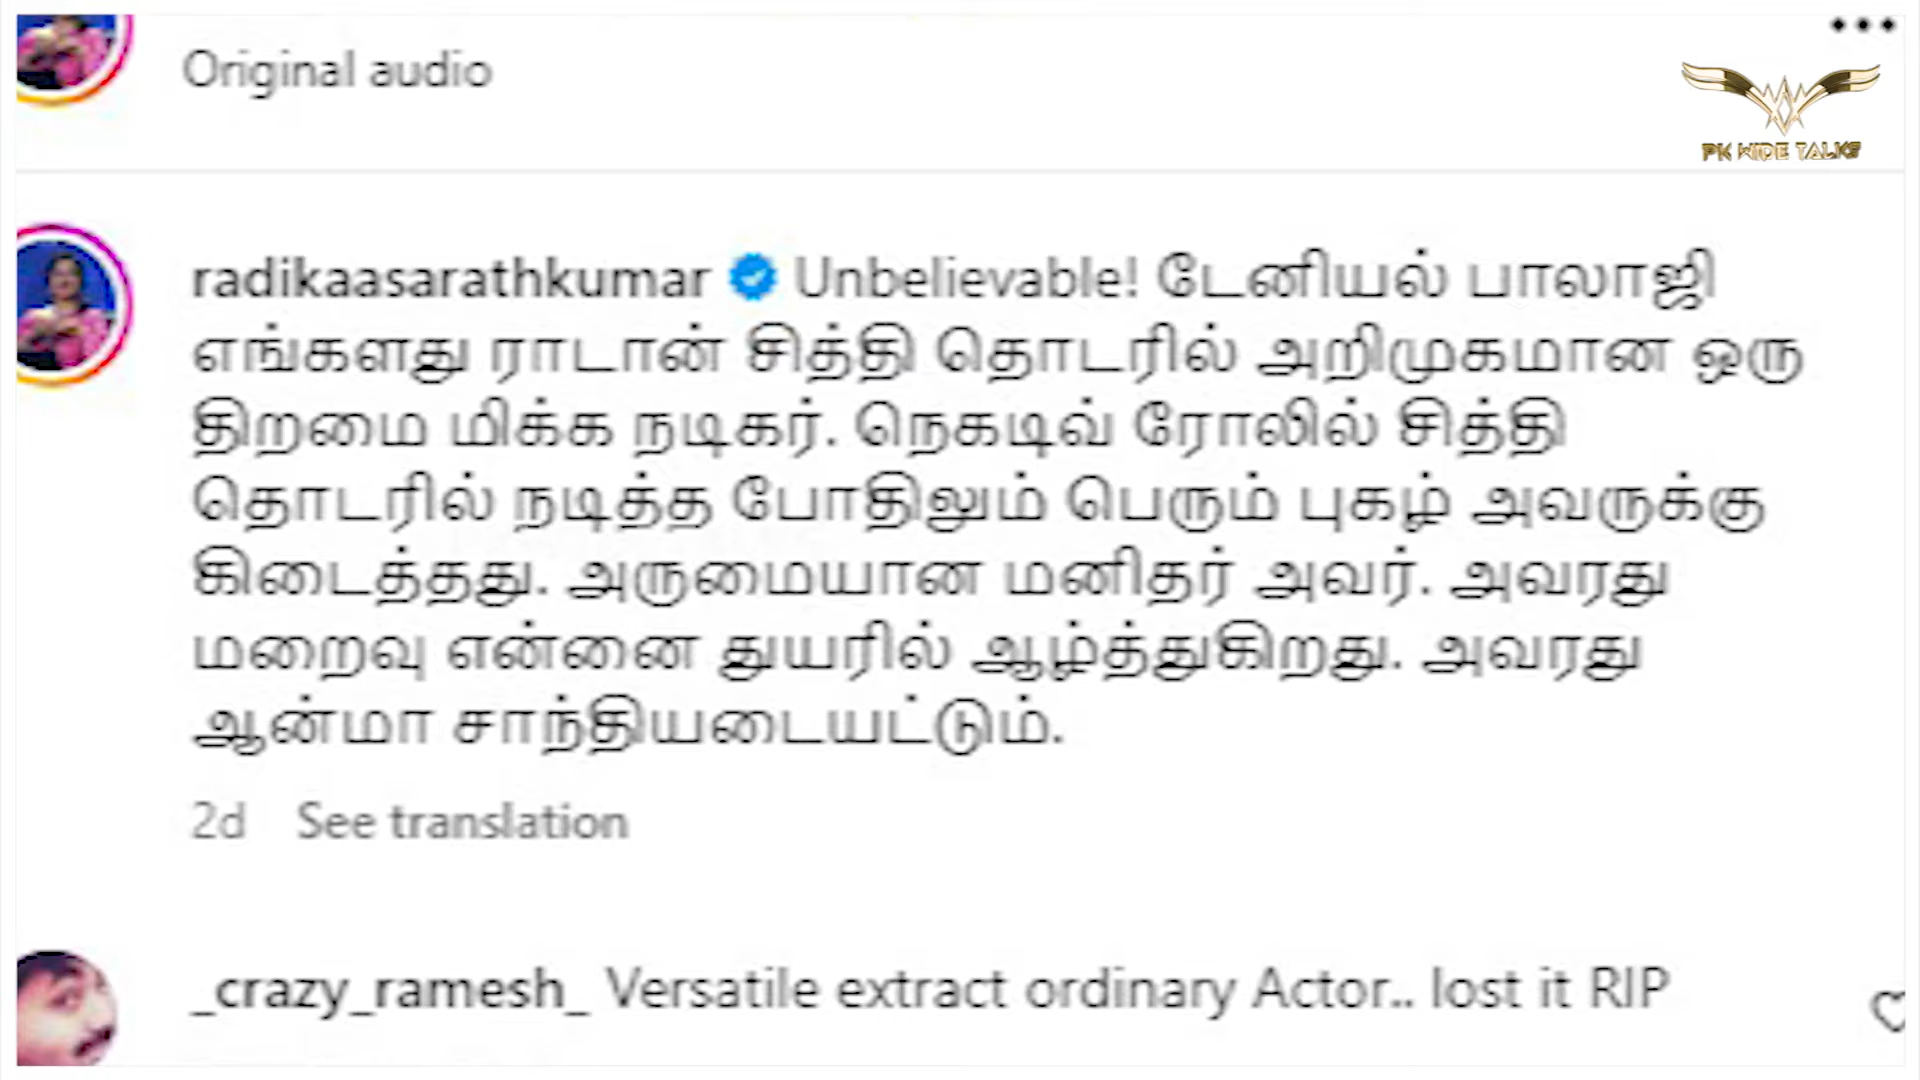 Original audio
PK WIDE TALKS
radikaasarathkumar Unbelievable! டேனியல் பாலாஜி
எங்களது ராடான் சித்தி தொடரில் அறிமுகமான ஒரு
திறமை மிக்க நடிகர். நெகடிவ் ரோலில் சித்தி
தொடரில் நடித்த போதிலும் பெரும் புகழ் அவருக்கு
கிடைத்தது. அருமையான மனிதர் அவர். அவரது
மறைவு என்னை துயரில் ஆழ்த்துகிறது. அவரது
ஆன்மா சாந்தியடையட்டும்.
2d See translation
_crazy_ramesh_ Versatile extract ordinary Actor.. lost it RIP